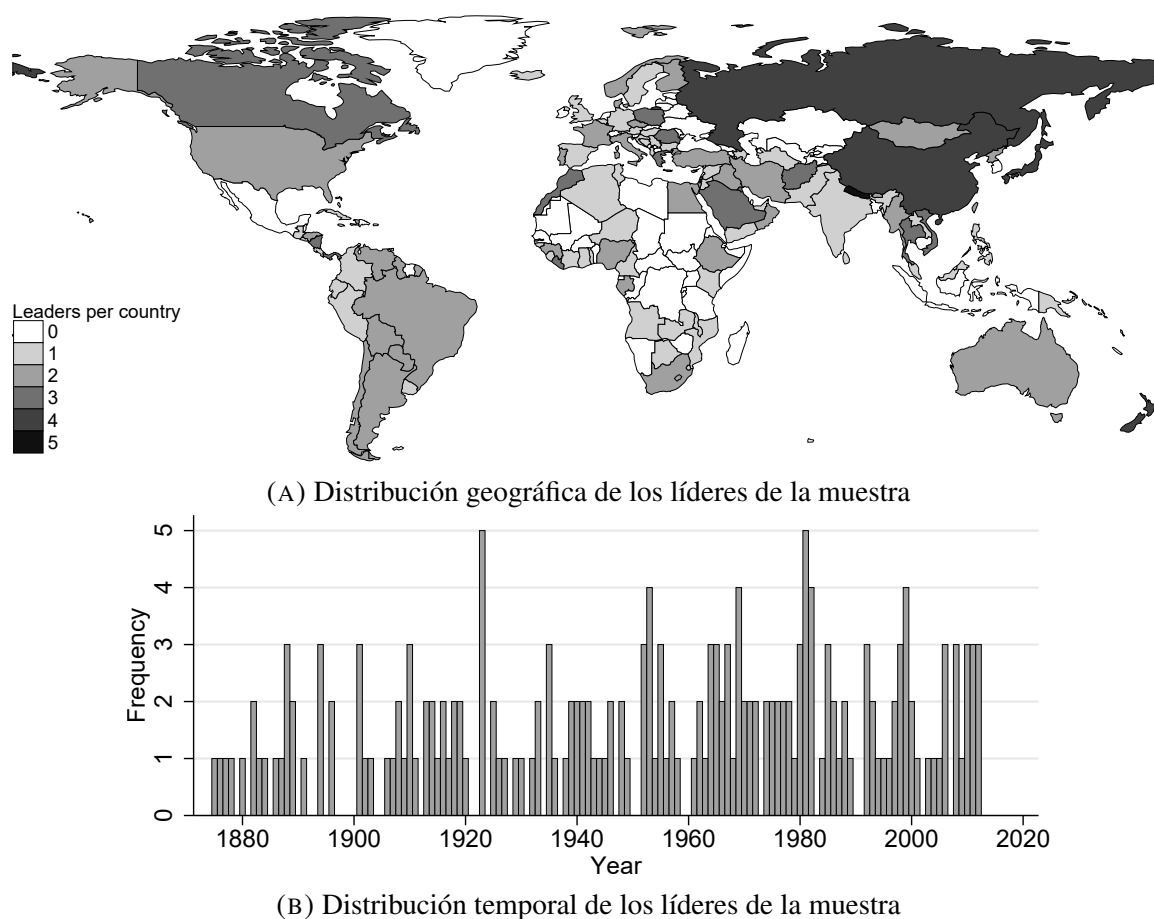 Leaders per country
0
1
2
3
4
5
(A) Distribución geográfica de los líderes de la muestra
5
4
3
2
1
0
Frequency
1880 1900 1920 1940 1960 1980 2000 2020
Year
(B) Distribución temporal de los líderes de la muestra